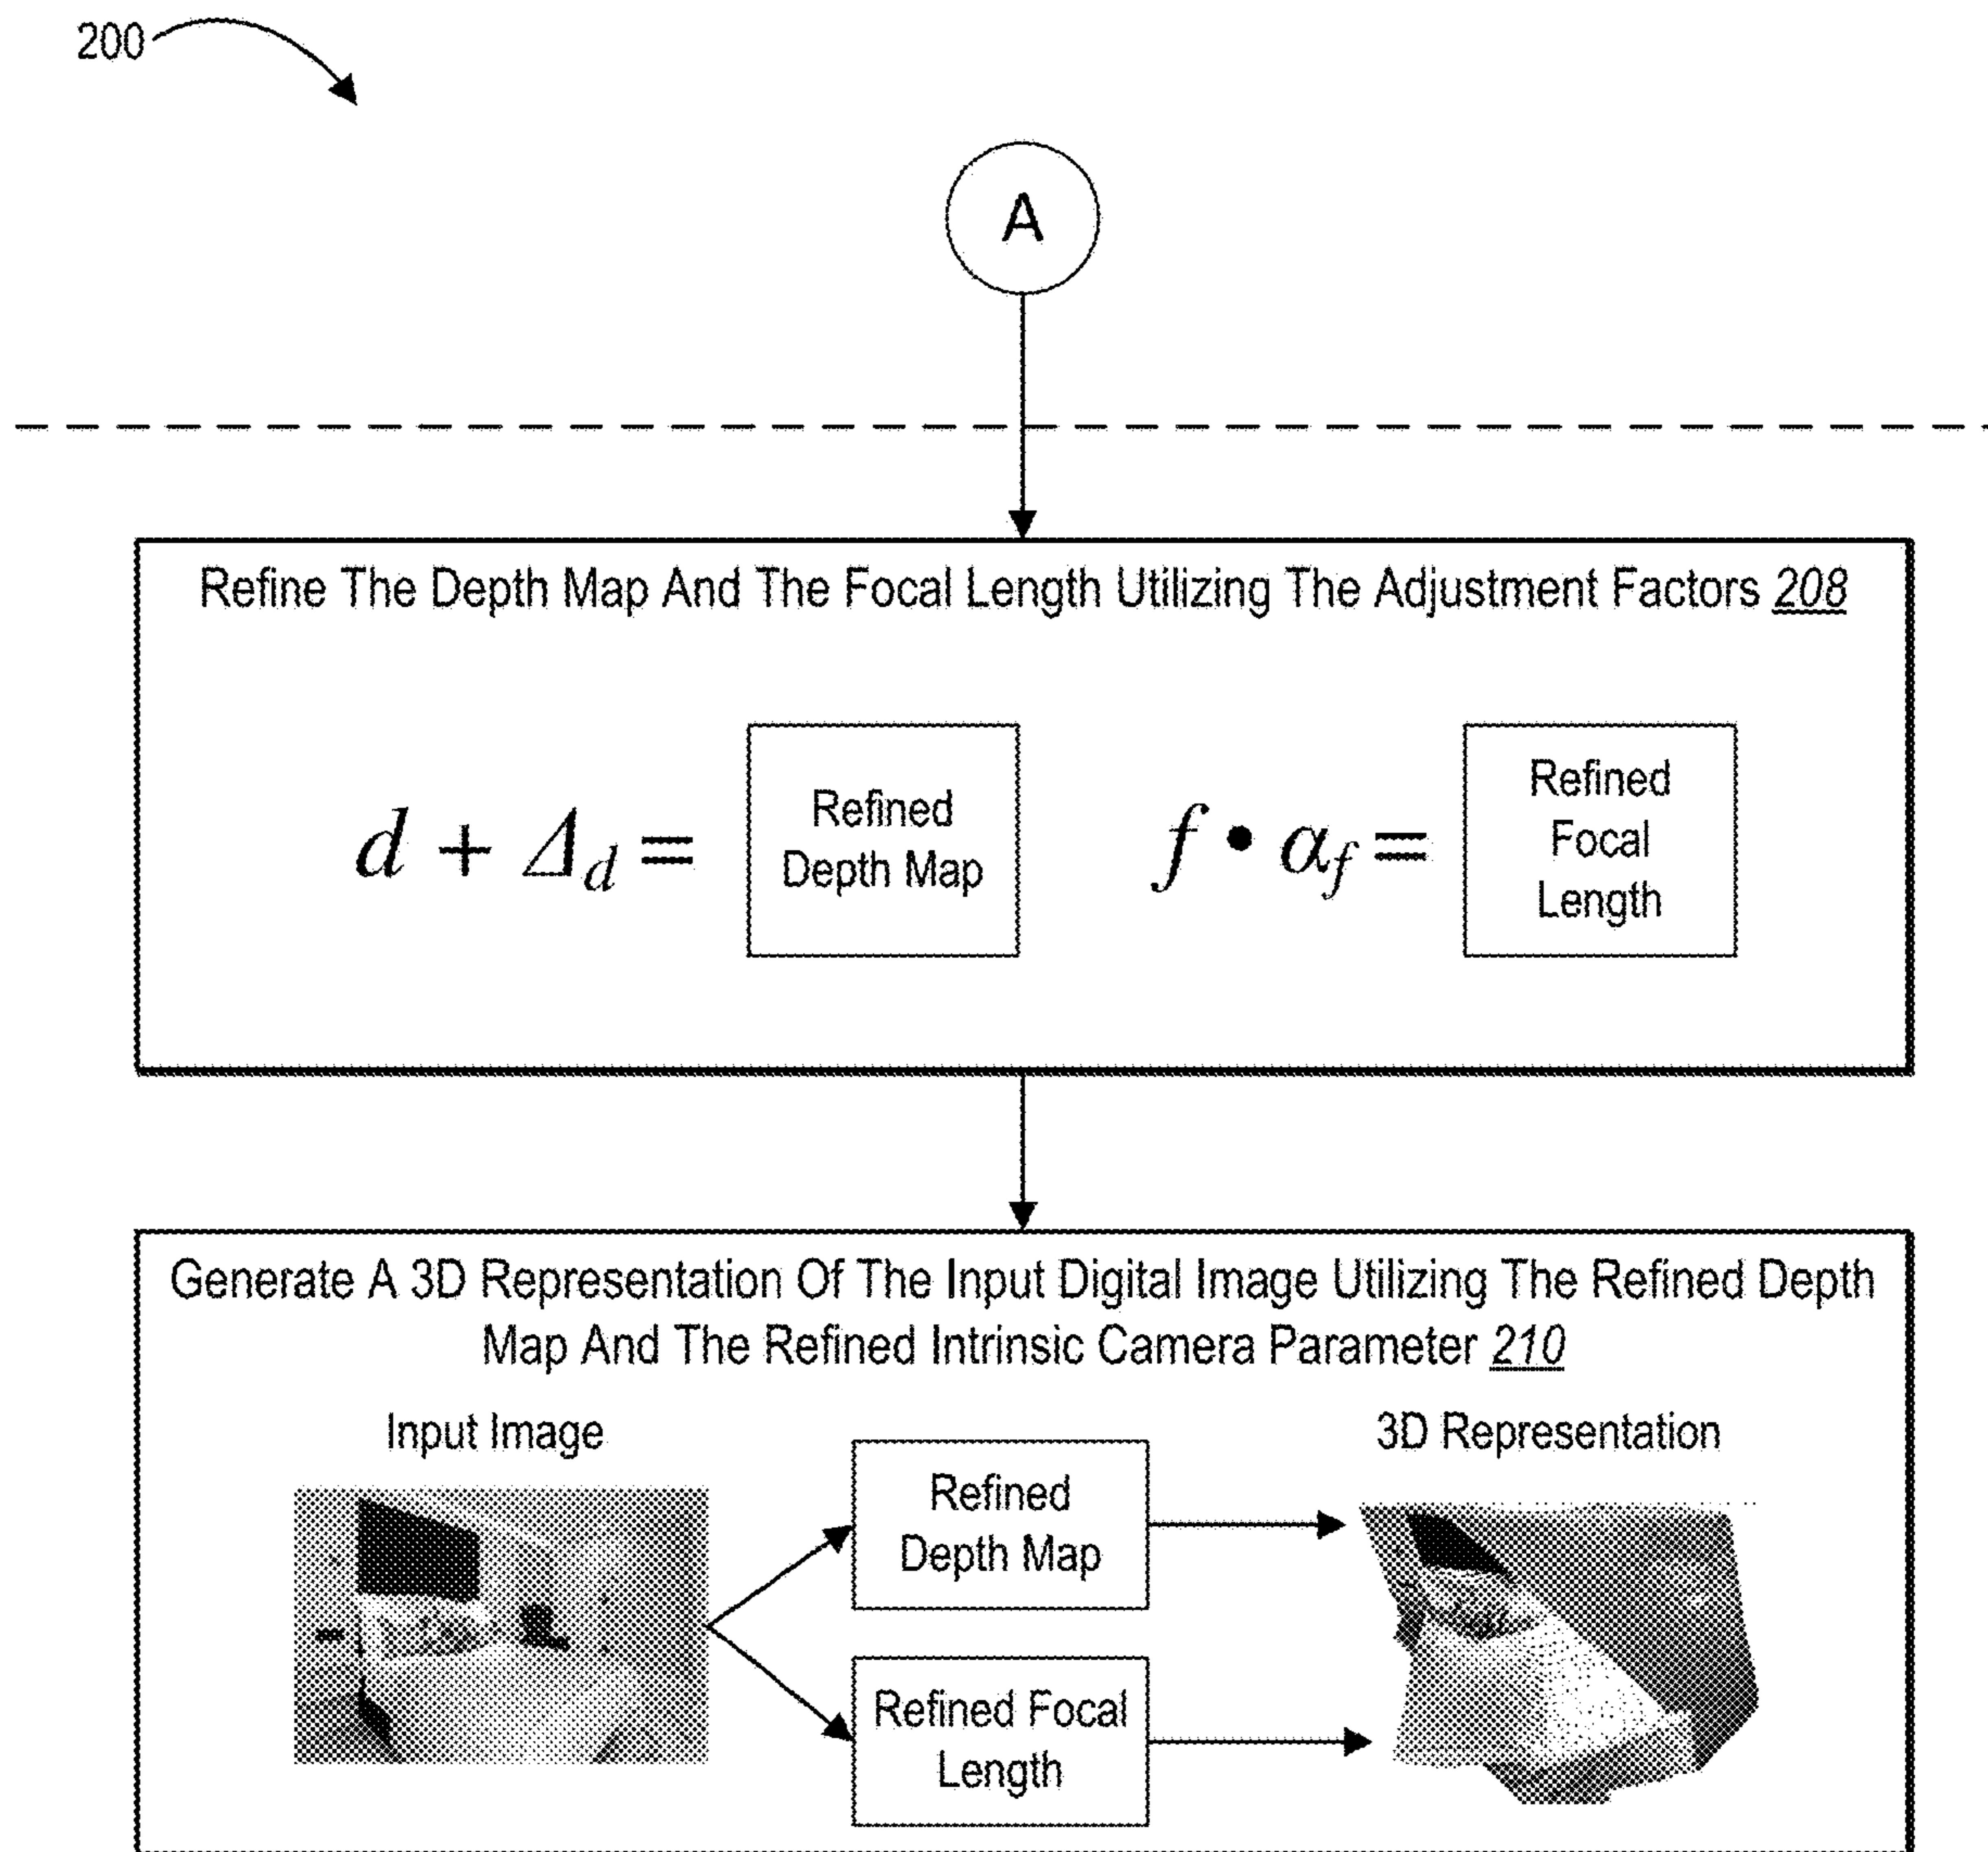 200
A
Refine The Depth Map And The Focal Length Utilizing The Adjustment Factors 208
d + Δd =
Refined
Depth Map
f • αf =
Refined
Focal
Length
Generate A 3D Representation Of The Input Digital Image Utilizing The Refined Depth
Map And The Refined Intrinsic Camera Parameter 210
Input Image
Refined
Depth Map
Refined Focal
Length
3D Representation